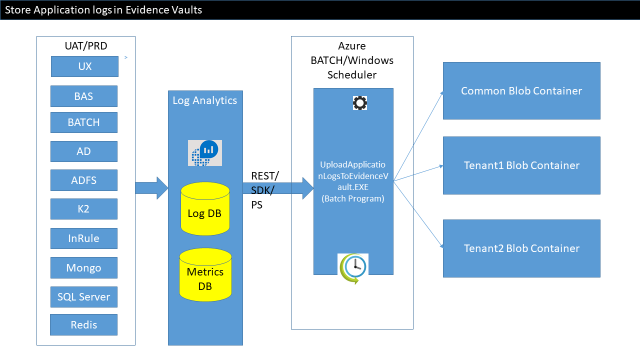 Store Application logs in Evidence Vaults
UAT/PRD
>
UX
BAS
BATCH
AD
ADFS
K2
InRule
Mongo
SQL Server
Redis
Log Analytics
Log DB
Metrics
DB
REST/
SDK/
PS
Azure
BATCH/Windows
Scheduler
UploadApplicatio
nLogsToEvidenceV
ault.EXE
(Batch Program)
Common Blob Container
Tenant1 Blob Container
Tenant2 Blob Container